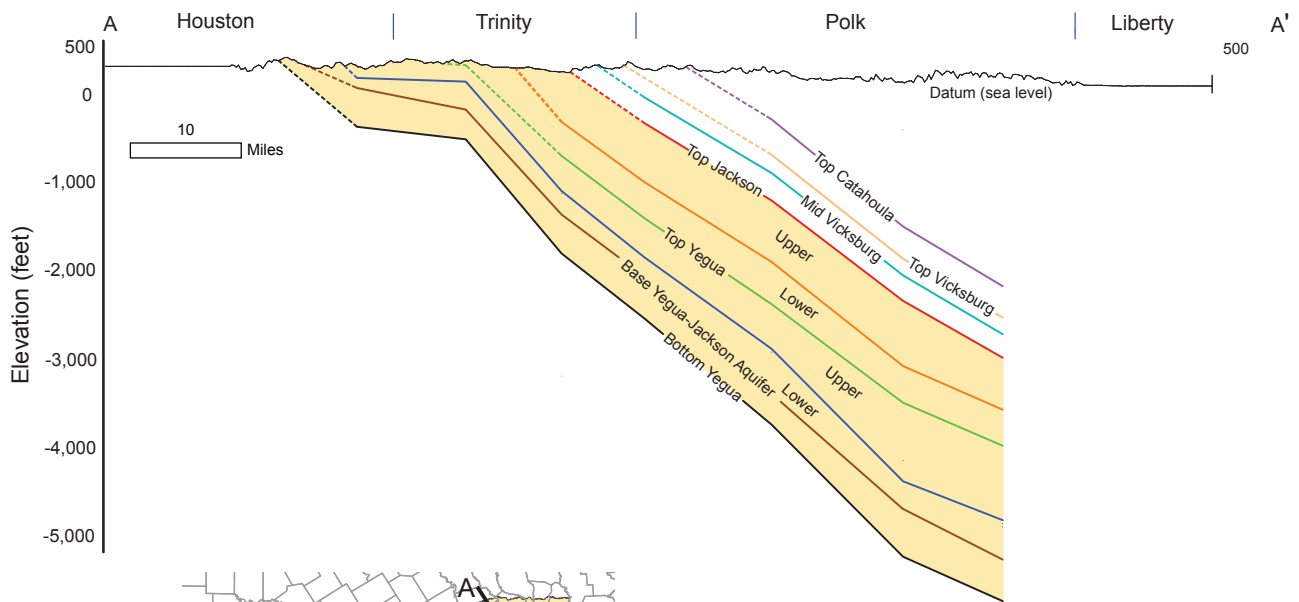 A Houston Trinity Polk Liberty A'
500
500
0
Datum (sea level)
10
Miles
-1,000
-2,000
-3,000
-4,000
-5,000
Elevation (feet)
Top Catahoula
Top Jackson
Mid Vicksburg
Top Vicksburg
Upper
Top Yegua
Lower
Base Yegua-Jackson Aquifer
Upper
Lower
Bottom Yegua
A